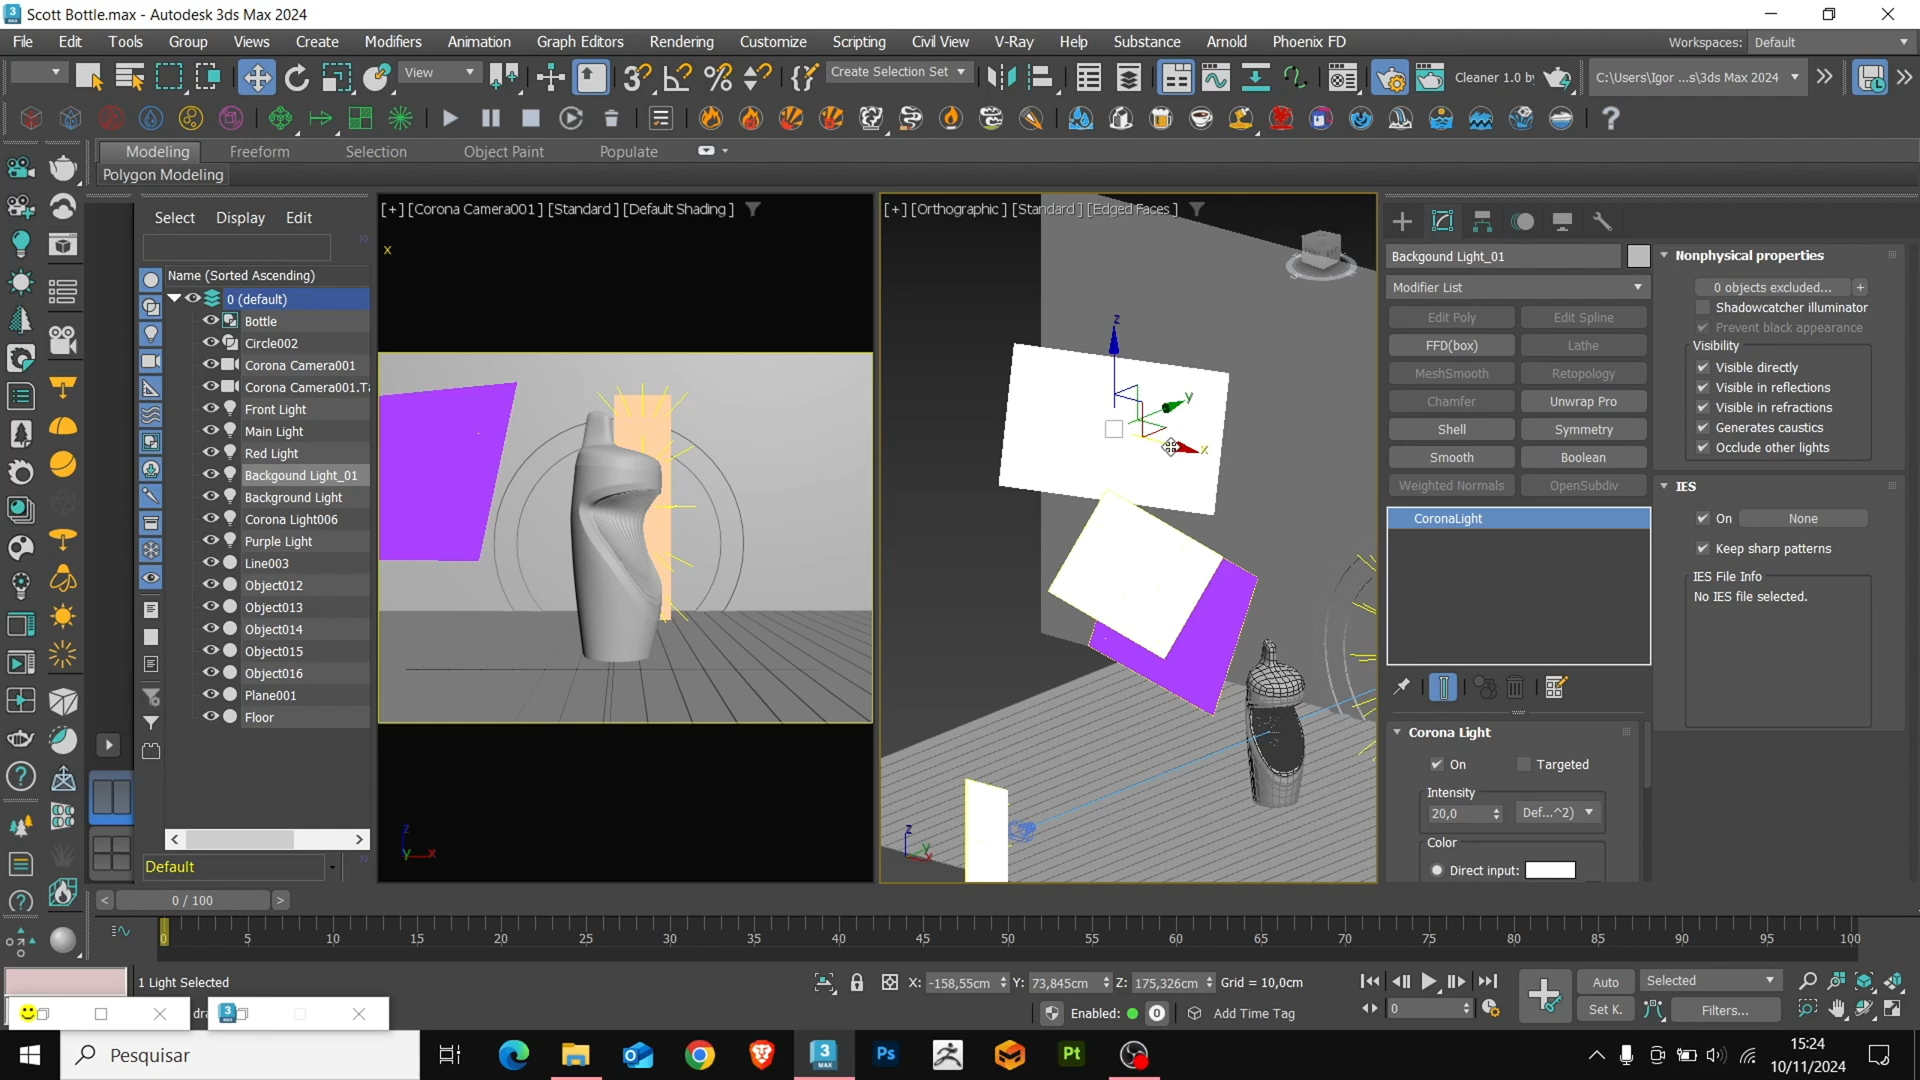 Scott Bottle.max - Autodesk 3ds Max 2024
File Edit Tools Group Views Create Modifiers Animation Graph Editors Rendering Customize Scripting Civil View V-Ray Help Substance Arnold Phoenix FD Workspaces: Default
View Create Selection Set Cleaner 1.0 by C:\Users\Igor ...s\3ds Max 2024
Modeling Freeform Selection Object Paint Populate
Polygon Modeling
Select Display Edit
Name (Sorted Ascending)
0 (default)
Bottle
Circle002
Corona Camera001
Corona Camera001.Ta
Front Light
Main Light
Red Light
Backgound Light_01
Background Light
Corona Light006
Purple Light
Line003
Object012
Object013
Object014
Object015
Object016
Plane001
Floor
Default
[+] [Corona Camera001 ] [Standard ] [Default Shading ]
x
z
y x
[+] [Orthographic ] [Standard ] [Edged Faces ]
z
y
x
z
y
x
Backgound Light_01
Modifier List
Edit Poly Edit Spline
FFD(box) Lathe
MeshSmooth Retopology
Chamfer Unwrap Pro
Shell Symmetry
Smooth Boolean
Weighted Normals OpenSubdiv
CoronaLight
Corona Light
On Targeted
Intensity
20,0 Def...^2)
Color
Direct input:
Nonphysical properties
0 objects excluded... +
Shadowcatcher illuminator
Prevent black appearance
Visibility
Visible directly
Visible in reflections
Visible in refractions
Generates caustics
Occlude other lights
IES
On None
Keep sharp patterns
IES File Info
No IES file selected.
< 0 / 100 >
0 5 10 15 20 25 30 35 40 45 50 55 60 65 70 75 80 85 90 95 100
1 Light Selected X: -158,55cm Y: 73,845cm Z: 175,326cm Grid = 10,0cm Auto Selected
dra Enabled: 0 Add Time Tag 0 Set K. Filters...
Pesquisar 3 MAX Ps Pt 15:24
10/11/2024